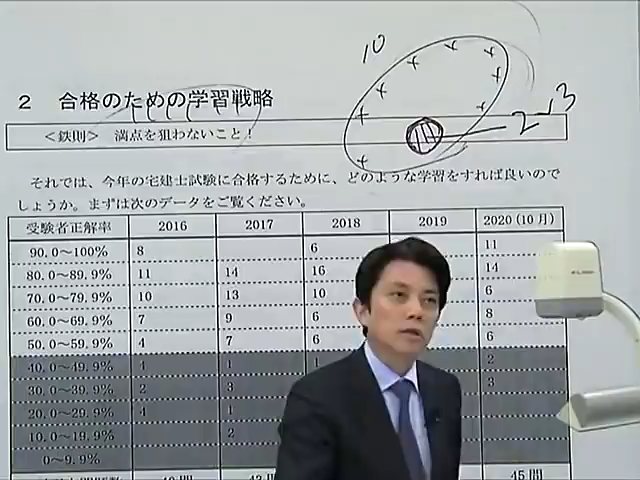 10
2 合格のための学習戦略
2→3
<鉄則> 満点を狙わないこと!
それでは、今年の宅建士試験に合格するために、どのような学習をすれば良いので
しょうか。まずは次のデータをご覧ください。
受験者正解率 2016 2017 2018 2019 2020(10月)
90.0~100% 8 6 11
80.0~89.9% 11 14 16 14
70.0~79.9% 10 13 10 6
60.0~69.9% 7 9 6 8
50.0~59.9% 4 7 6 6
40.0~49.9% 4 1 1 2
30.0~39.9% 2 3 3
20.0~29.9% 4 1
10.0~19.9% 2
0~9.9%
45問